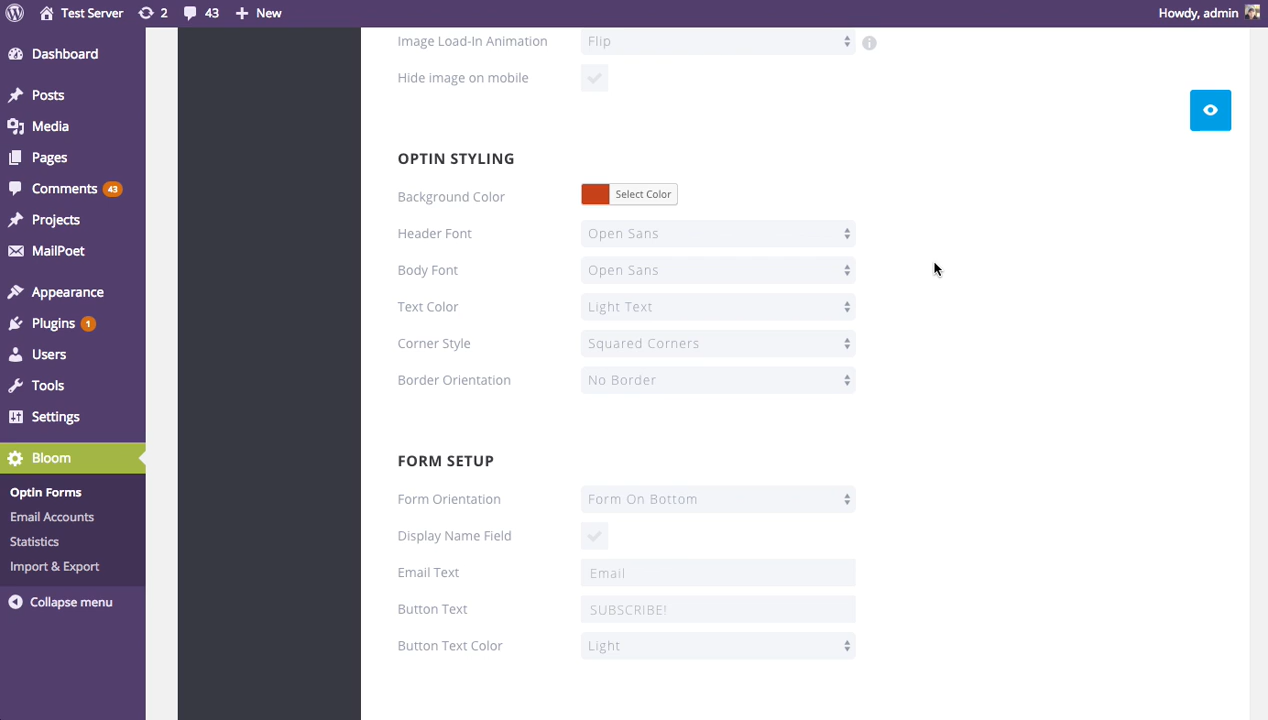 Test Server 2 43 New Howdy, admin
Dashboard
Posts
Media
Pages
Comments 43
Projects
MailPoet
Appearance
Plugins 1
Users
Tools
Settings
Bloom
Optin Forms
Email Accounts
Statistics
Import & Export
Collapse menu
Image Load-In Animation Flip
Hide image on mobile
OPTIN STYLING
Background Color Select Color
Header Font Open Sans
Body Font Open Sans
Text Color Light Text
Corner Style Squared Corners
Border Orientation No Border
FORM SETUP
Form Orientation Form On Bottom
Display Name Field
Email Text Email
Button Text SUBSCRIBE!
Button Text Color Light